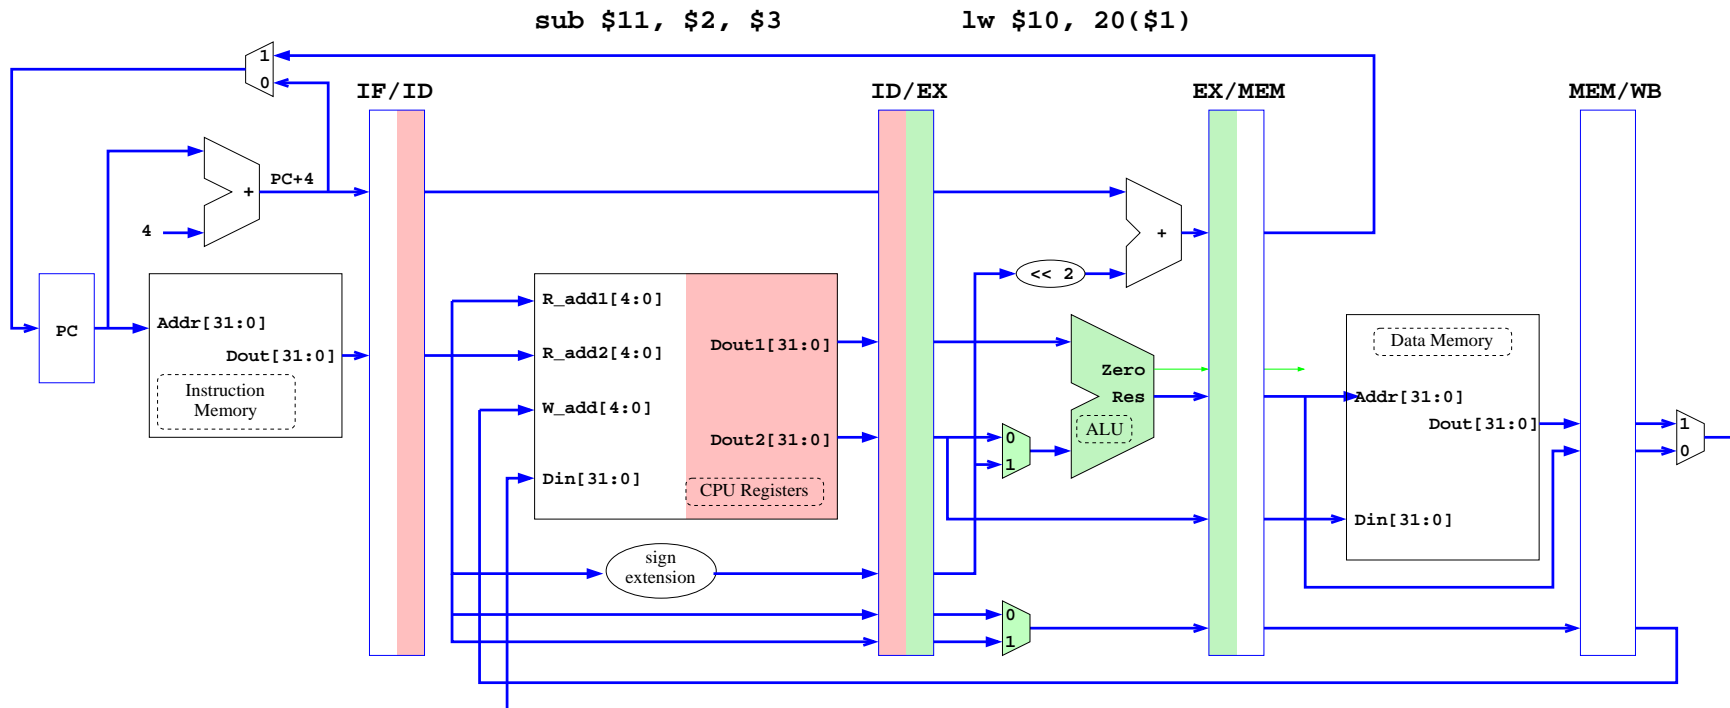 sub $11, $2, $3
lw $10, 20($1)
1
0
IF/ID
ID/EX
EX/MEM
MEM/WB
+
PC+4
4
+
<< 2
PC
Addr[31:0]
Dout[31:0]
Instruction
Memory
R_add1[4:0]
R_add2[4:0]
W_add[4:0]
Din[31:0]
Dout1[31:0]
Dout2[31:0]
CPU Registers
sign
extension
0
1
Zero
Res
ALU
0
1
Data Memory
Addr[31:0]
Dout[31:0]
Din[31:0]
1
0